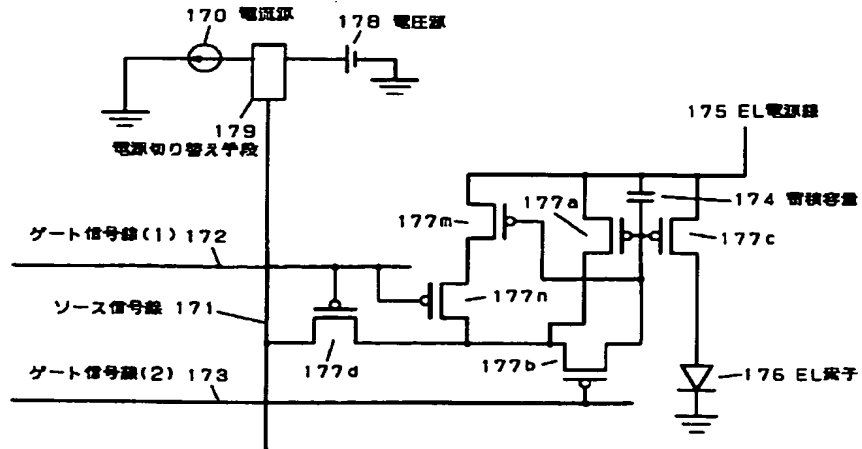 170 電流源
178 電圧源
179
電源切り替え手段
175 EL電源線
174 蓄積容量
177a
177m
177c
ゲート信号線(1) 172
177n
ソース信号線 171
177d
177b
ゲート信号線(2) 173
176 EL素子